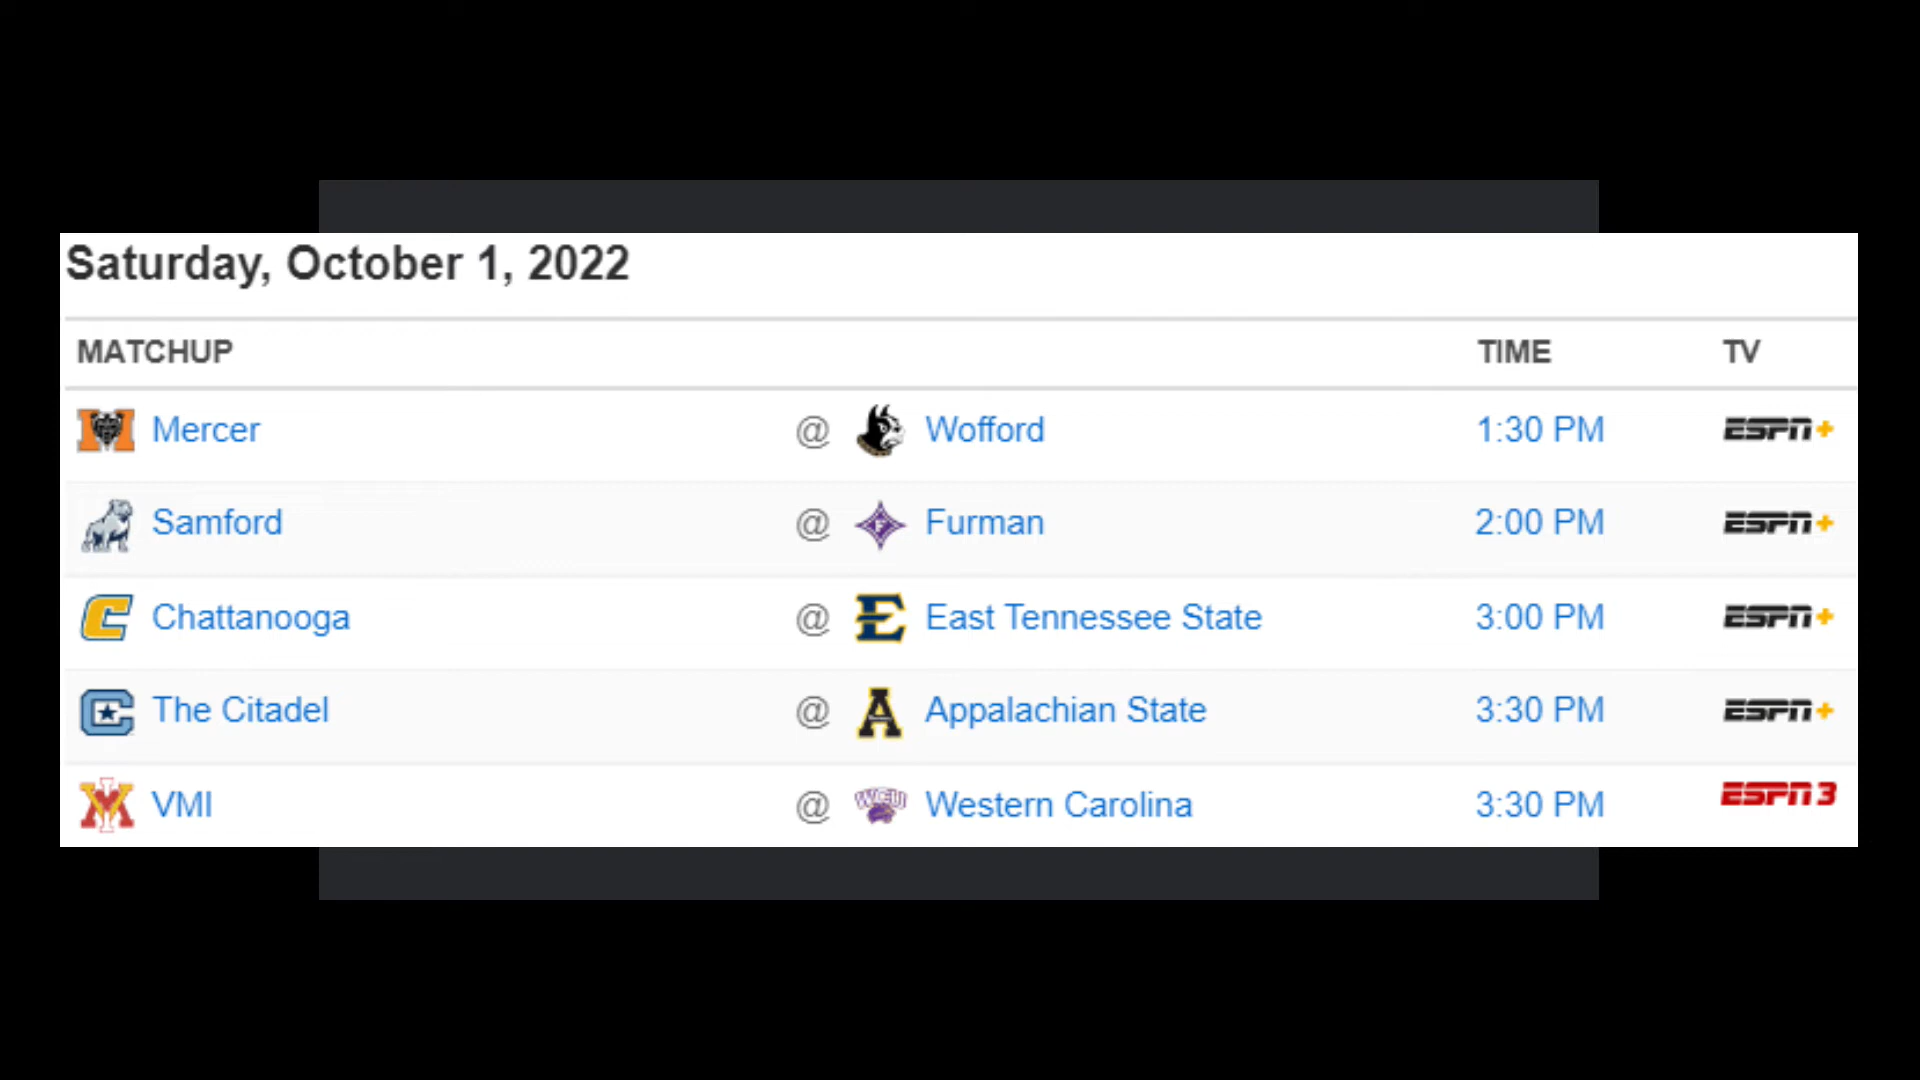 Saturday, October 1, 2022
MATCHUP TIME TV
Mercer @ Wofford 1:30 PM ESPN+
Samford @ Furman 2:00 PM ESPN+
Chattanooga @ East Tennessee State 3:00 PM ESPN+
The Citadel @ Appalachian State 3:30 PM ESPN+
VMI @ WCU Western Carolina 3:30 PM ESPN3